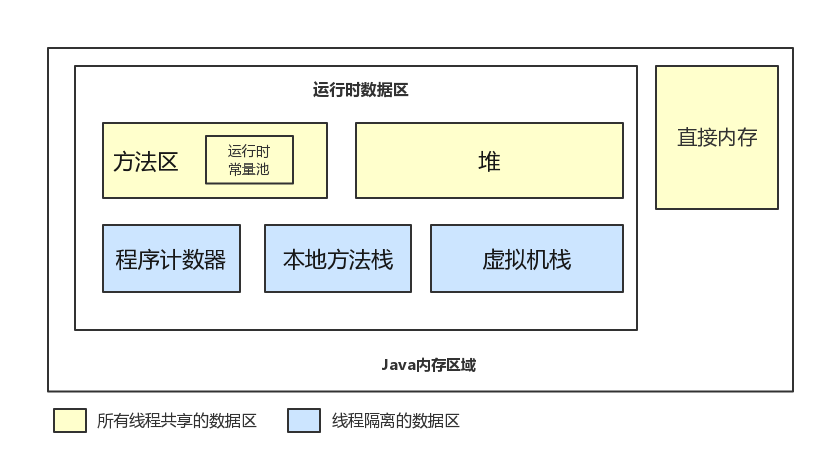 运行时数据区
方法区
运行时
常量池
堆
直接内存
程序计数器
本地方法栈
虚拟机栈
Java内存区域
所有线程共享的数据区
线程隔离的数据区